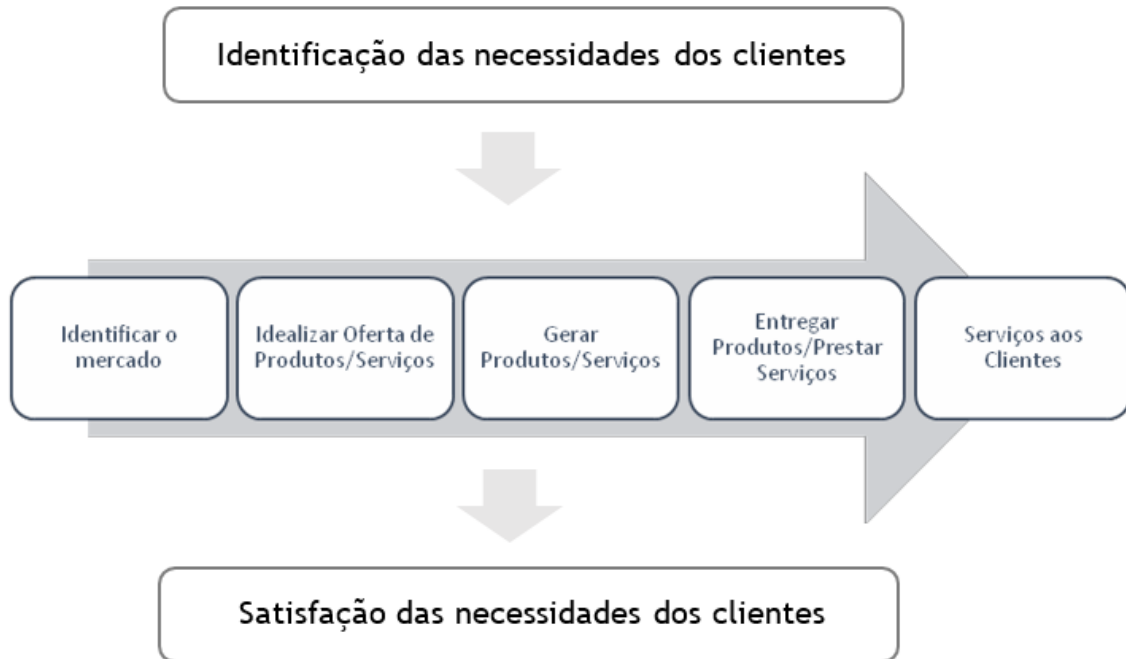 Identificação das necessidades dos clientes
Identificar o
mercado
Idealizar Oferta de
Produtos/Serviços
Gerar
Produtos/Serviços
Entregar
Produtos/Prestar
Serviços
Serviços aos
Clientes
Satisfação das necessidades dos clientes